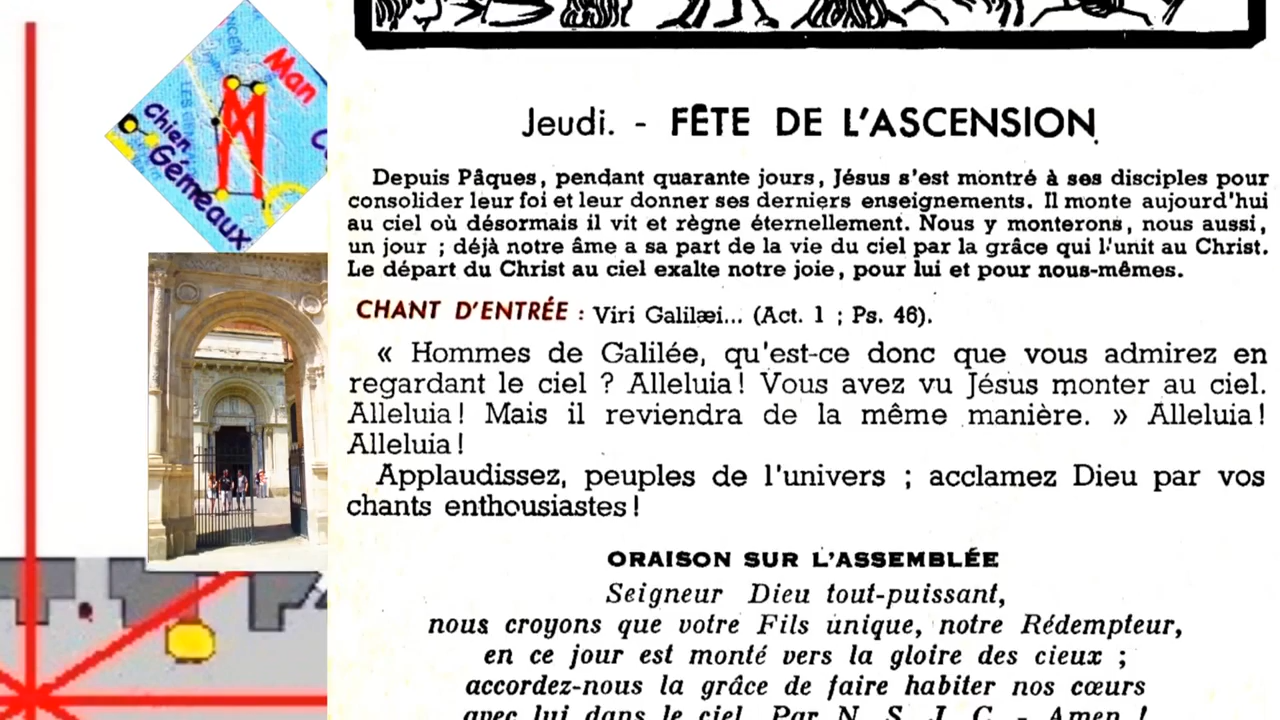 Man
Chien
Gémeaux
Jeudi. - FÊTE DE L'ASCENSION
Depuis Pâques, pendant quarante jours, Jésus s'est montré à ses disciples pour
consolider leur foi et leur donner ses derniers enseignements. Il monte aujourd'hui
au ciel où désormais il vit et règne éternellement. Nous y monterons, nous aussi,
un jour ; déjà notre âme a sa part de la vie du ciel par la grâce qui l'unit au Christ.
Le départ du Christ au ciel exalte notre joie, pour lui et pour nous-mêmes.
CHANT D'ENTRÉE : Viri Galilæi... (Act. 1 ; Ps. 46).
« Hommes de Galilée, qu'est-ce donc que vous admirez en
regardant le ciel ? Alleluia! Vous avez vu Jésus monter au ciel.
Alleluia! Mais il reviendra de la même manière. » Alleluia!
Alleluia!
Applaudissez, peuples de l'univers ; acclamez Dieu par vos
chants enthousiastes!
ORAISON SUR L'ASSEMBLÉE
Seigneur Dieu tout-puissant,
nous croyons que votre Fils unique, notre Rédempteur,
en ce jour est monté vers la gloire des cieux ;
accordez-nous la grâce de faire habiter nos cœurs
avec lui dans le ciel. Par N. S. J. C. - Amen !